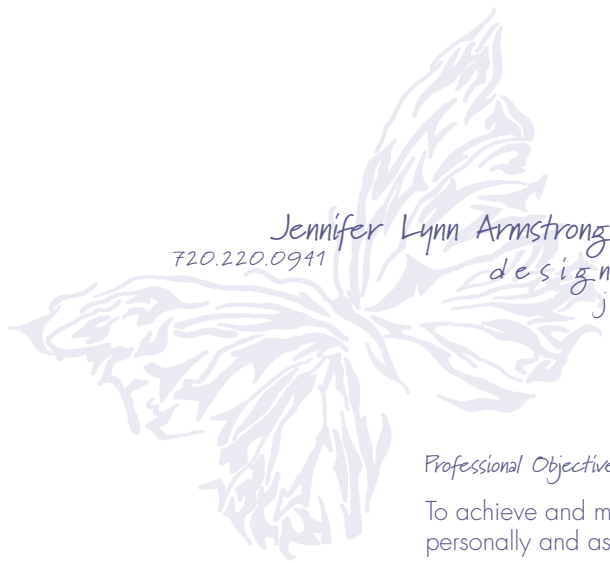 Jennifer Lynn Armstrong
720.220.0941
design
j
Professional Objective
To achieve and m
personally and as